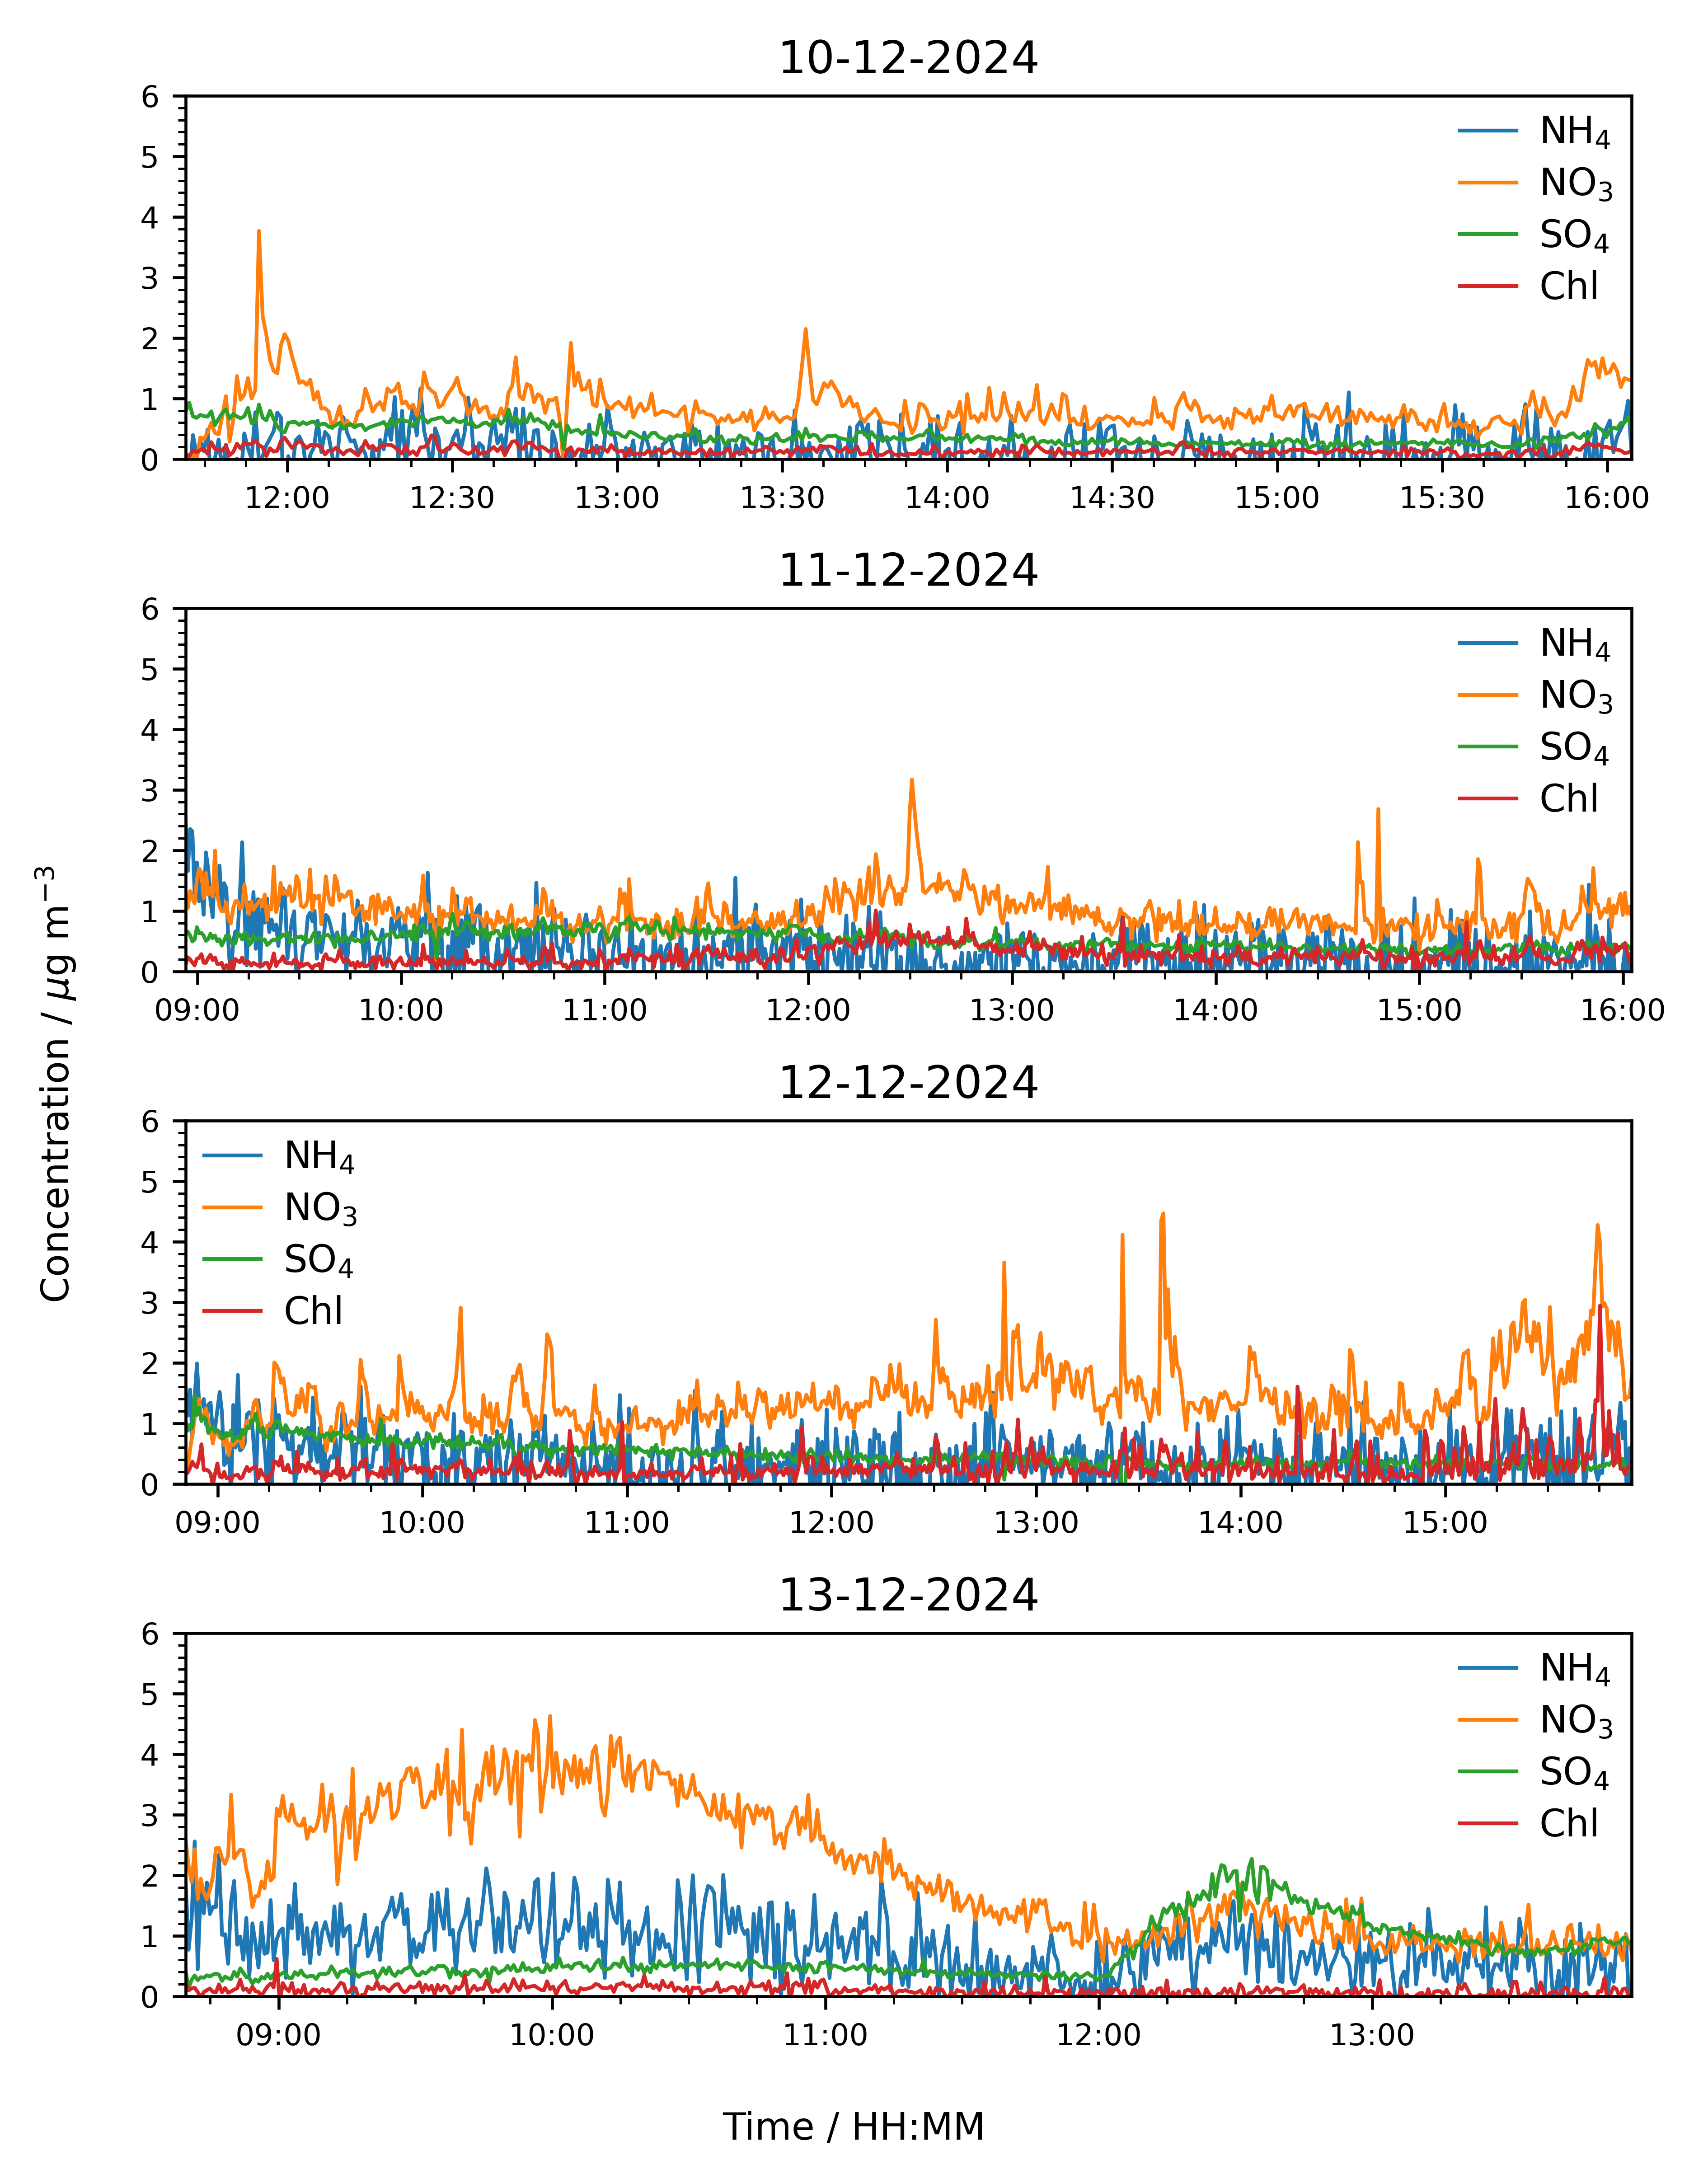 10-12-2024
6
5
4
3
2
1
0
NH₄
NO₃
SO₄
Chl
12:00 12:30 13:00 13:30 14:00 14:30 15:00 15:30 16:00
11-12-2024
6
5
4
3
2
1
0
NH₄
NO₃
SO₄
Chl
09:00 10:00 11:00 12:00 13:00 14:00 15:00 16:00
Concentration / µg m⁻³
12-12-2024
6
5
4
3
2
1
0
NH₄
NO₃
SO₄
Chl
09:00 10:00 11:00 12:00 13:00 14:00 15:00
13-12-2024
6
5
4
3
2
1
0
NH₄
NO₃
SO₄
Chl
09:00 10:00 11:00 12:00 13:00
Time / HH:MM